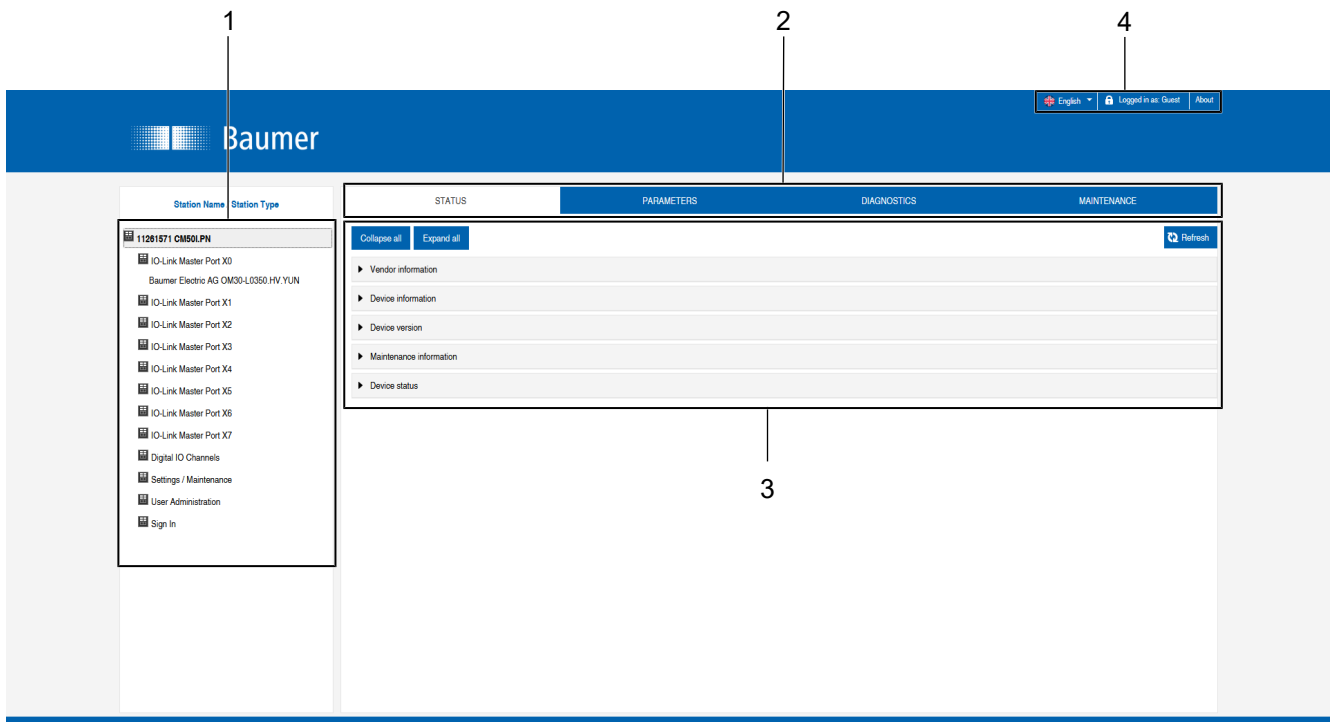 1
2
4
English
Logged in as: Guest
About
Baumer
Station Name
Station Type
STATUS
PARAMETERS
DIAGNOSTICS
MAINTENANCE
11261571 CM50I.PN
IO-Link Master Port X0
Baumer Electric AG OM30-L0350.HV.YUN
IO-Link Master Port X1
IO-Link Master Port X2
IO-Link Master Port X3
IO-Link Master Port X4
IO-Link Master Port X5
IO-Link Master Port X6
IO-Link Master Port X7
Digital IO Channels
Settings / Maintenance
User Administration
Sign In
Collapse all
Expand all
Refresh
Vendor information
Device information
Device version
Maintenance information
Device status
3